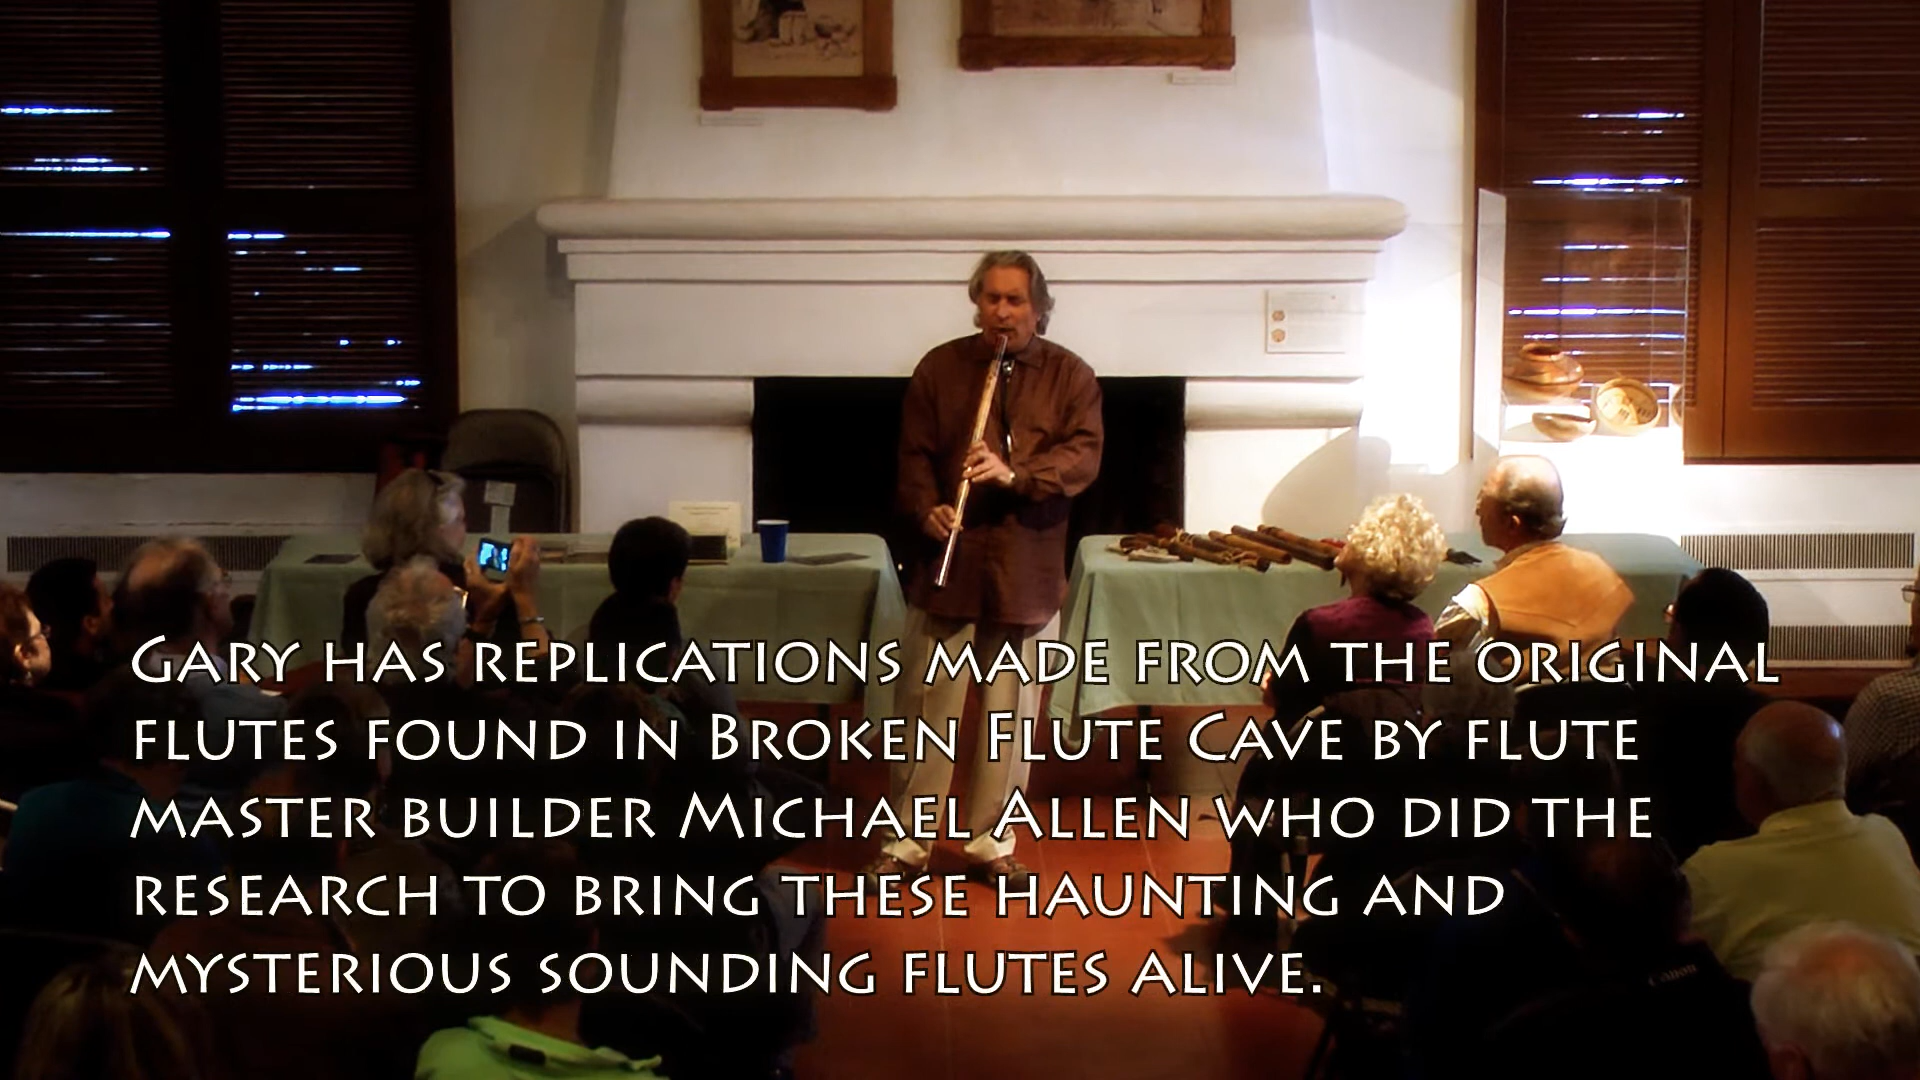 Gary has replications made from the original
flutes found in Broken Flute Cave by flute
master builder Michael Allen who did the
research to bring these haunting and
mysterious sounding flutes alive.
Canon